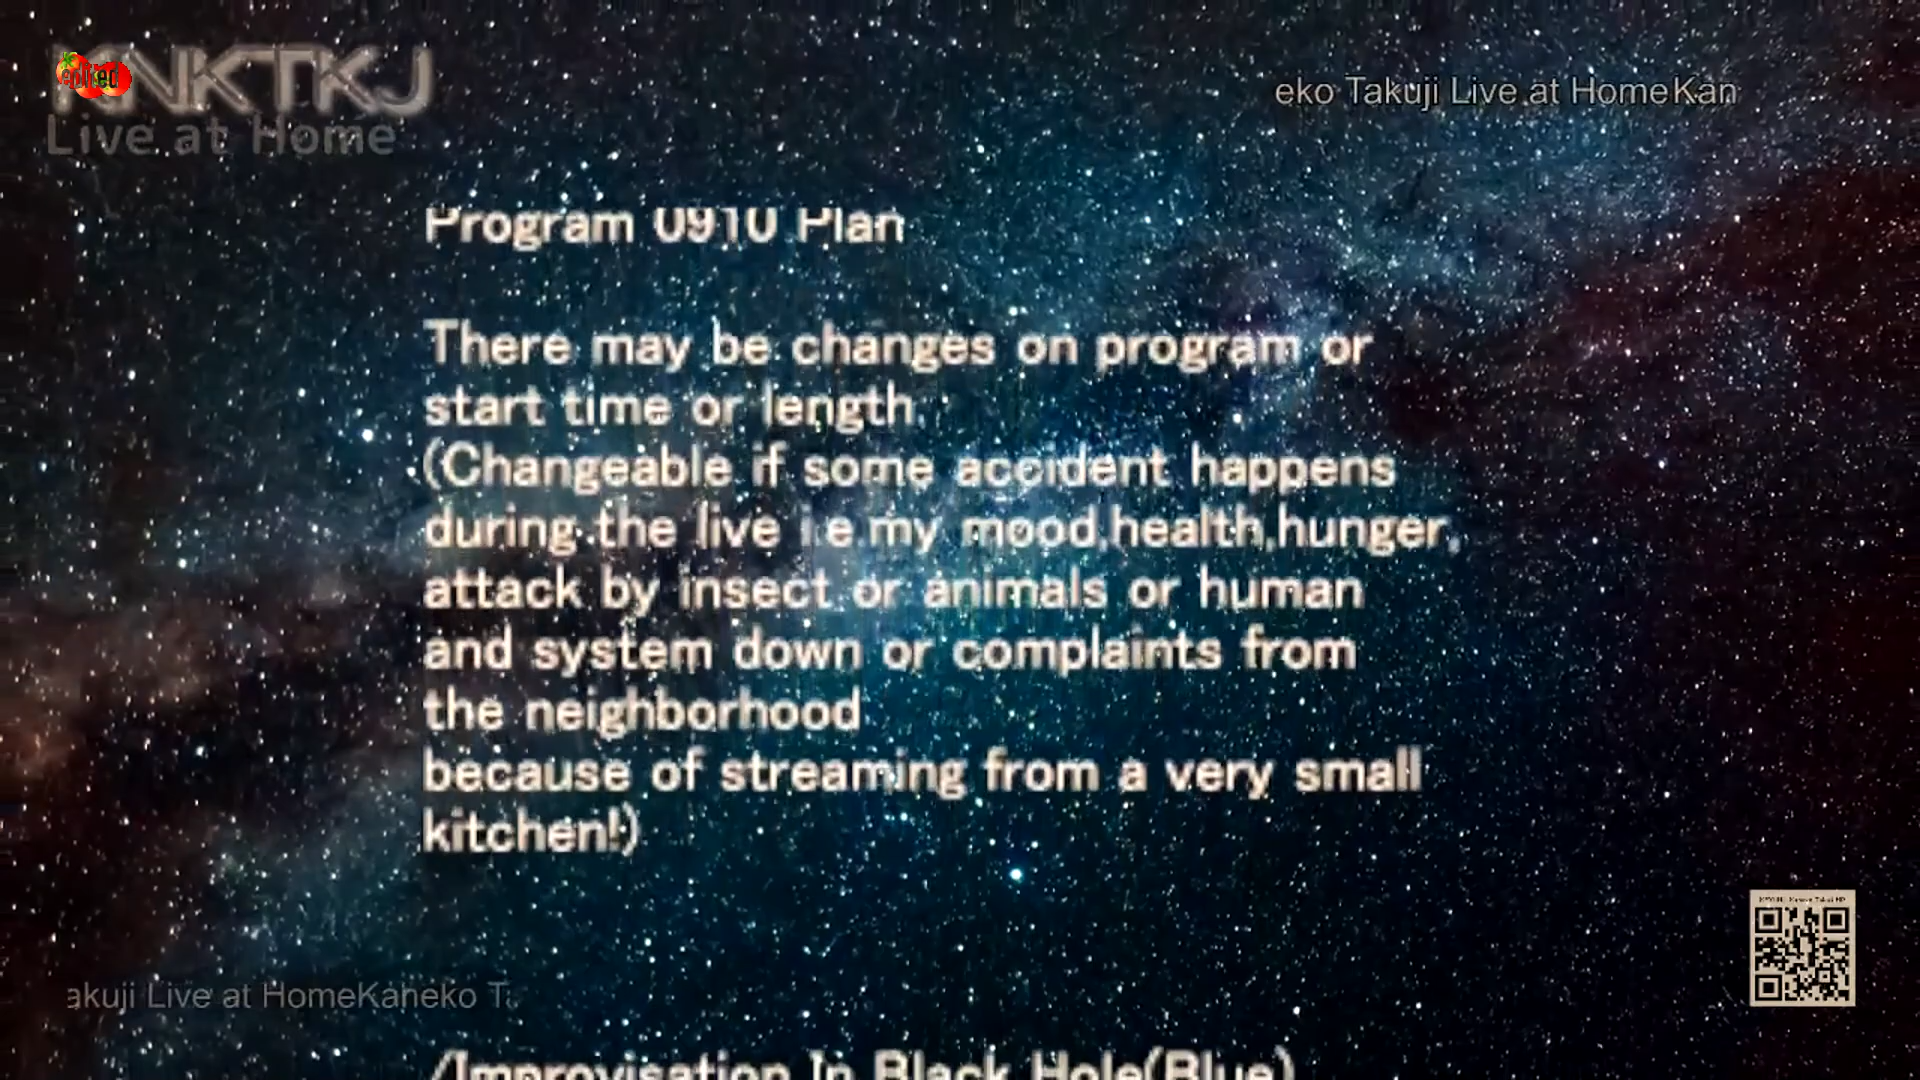 KNKTKJ
Live at Home
eko Takuji Live at HomeKan
Program 0910 Plan
There may be changes on program or
start time or length.
(Changeable if some accident happens
during the live i.e.my mood,health,hunger,
attack by insect or animals or human
and system down or complaints from
the neighborhood
because of streaming from a very small
kitchen!)
akuji Live at HomeKaneko T
/Improvisation In Black Hole(Blue)